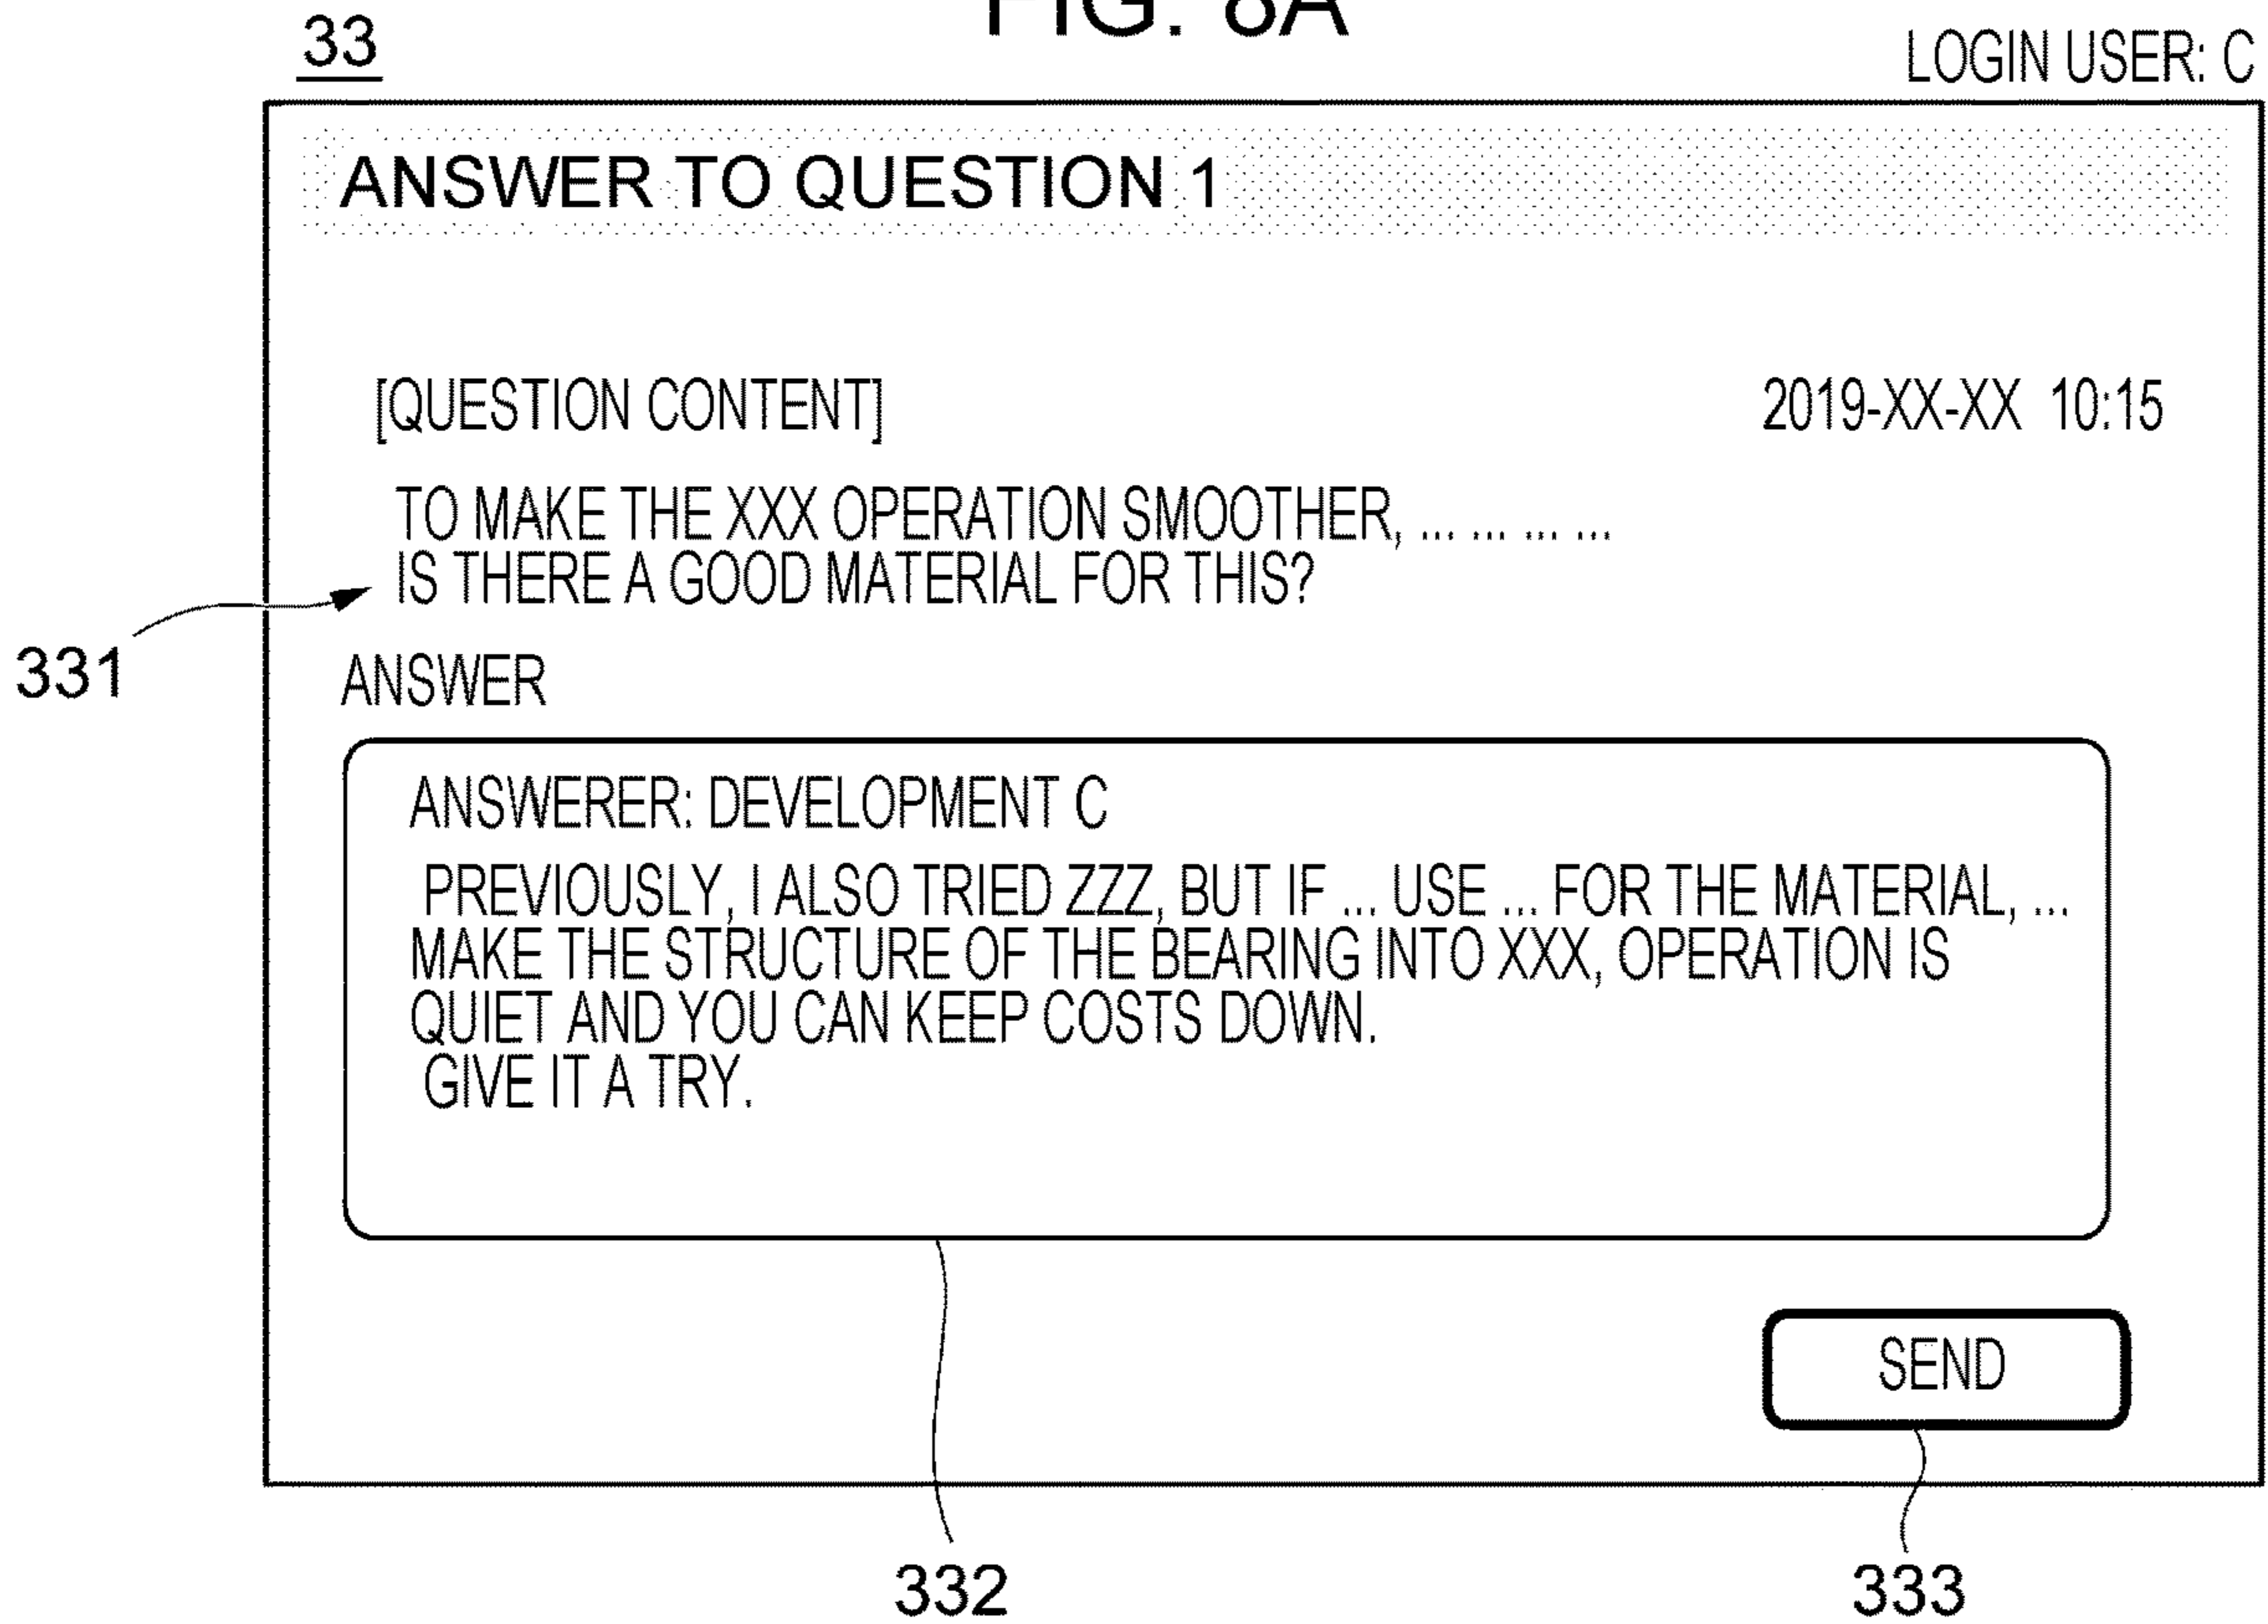 FIG. 8A
33
LOGIN USER: C
ANSWER TO QUESTION 1
[QUESTION CONTENT] 2019-XX-XX 10:15
TO MAKE THE XXX OPERATION SMOOTHER, ... ... ... ...
IS THERE A GOOD MATERIAL FOR THIS?
331
ANSWER
ANSWERER: DEVELOPMENT C
PREVIOUSLY, I ALSO TRIED ZZZ, BUT IF ... USE ... FOR THE MATERIAL, ...
MAKE THE STRUCTURE OF THE BEARING INTO XXX, OPERATION IS
QUIET AND YOU CAN KEEP COSTS DOWN.
GIVE IT A TRY.
SEND
332
333